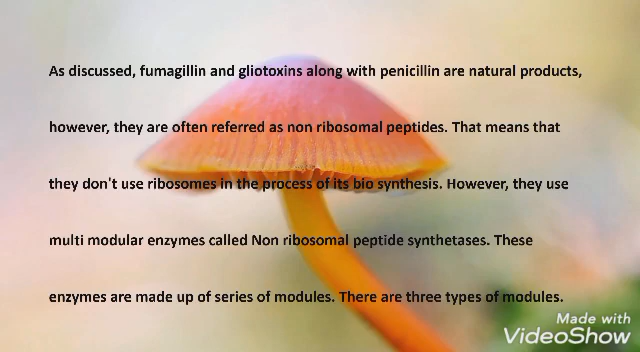 As discussed, fumagillin and gliotoxins along with penicillin are natural products,
however, they are often referred as non ribosomal peptides. That means that
they don't use ribosomes in the process of its bio synthesis. However, they use
multi modular enzymes called Non ribosomal peptide synthetases. These
enzymes are made up of series of modules. There are three types of modules.
Made with
VideoShow